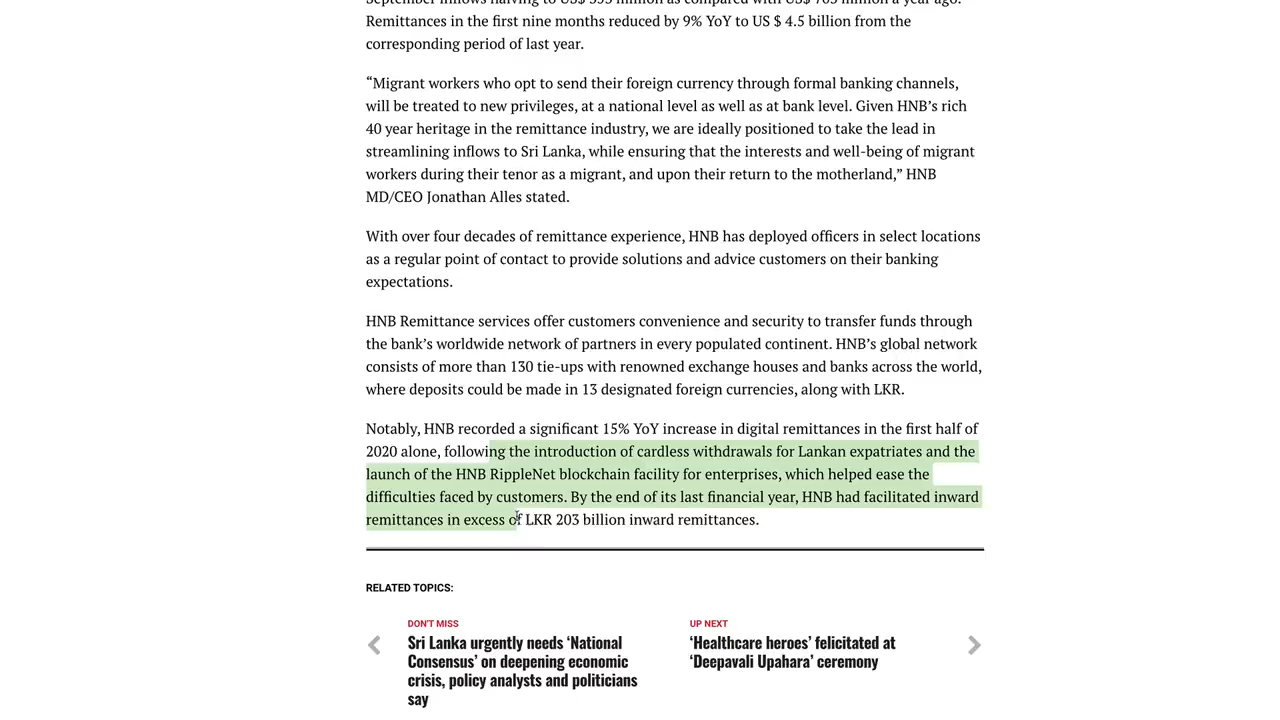 September inflows halving to US$ 353 million as compared with US$ 703 million a year ago.
Remittances in the first nine months reduced by 9% YoY to US $ 4.5 billion from the
corresponding period of last year.
“Migrant workers who opt to send their foreign currency through formal banking channels,
will be treated to new privileges, at a national level as well as at bank level. Given HNB’s rich
40 year heritage in the remittance industry, we are ideally positioned to take the lead in
streamlining inflows to Sri Lanka, while ensuring that the interests and well-being of migrant
workers during their tenor as a migrant, and upon their return to the motherland,” HNB
MD/CEO Jonathan Alles stated.
With over four decades of remittance experience, HNB has deployed officers in select locations
as a regular point of contact to provide solutions and advice customers on their banking
expectations.
HNB Remittance services offer customers convenience and security to transfer funds through
the bank’s worldwide network of partners in every populated continent. HNB’s global network
consists of more than 130 tie-ups with renowned exchange houses and banks across the world,
where deposits could be made in 13 designated foreign currencies, along with LKR.
Notably, HNB recorded a significant 15% YoY increase in digital remittances in the first half of
2020 alone, following the introduction of cardless withdrawals for Lankan expatriates and the
launch of the HNB RippleNet blockchain facility for enterprises, which helped ease the
difficulties faced by customers. By the end of its last financial year, HNB had facilitated inward
remittances in excess of LKR 203 billion inward remittances.
RELATED TOPICS:
DON'T MISS
Sri Lanka urgently needs ‘National
Consensus’ on deepening economic
crisis, policy analysts and politicians
say
UP NEXT
‘Healthcare heroes’ felicitated at
‘Deepavali Upahara’ ceremony